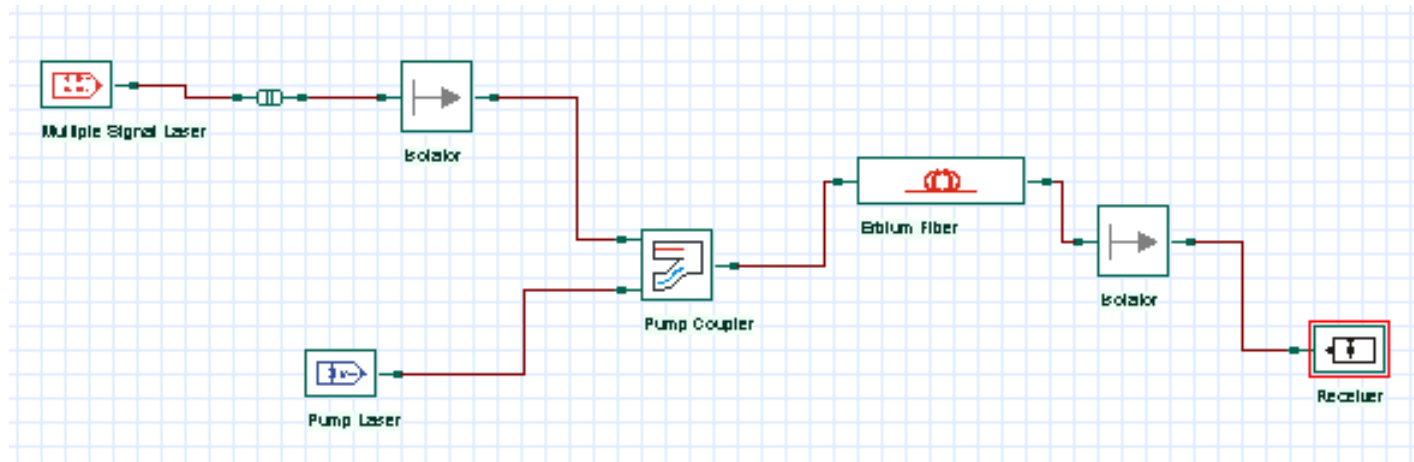 Multiple Signal Laser
Isolator
Erbium Fiber
Isolator
Pump Coupler
Receiver
Pump Laser